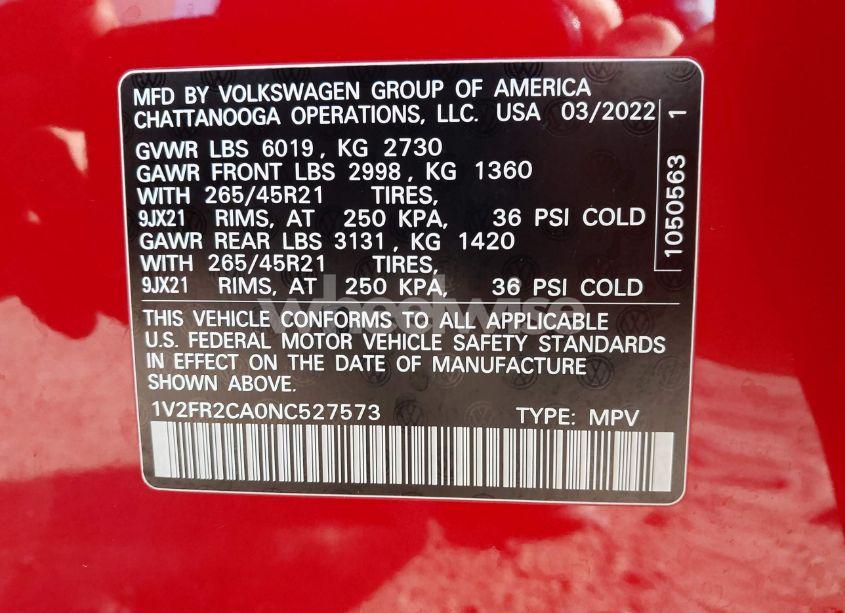 MFD BY VOLKSWAGEN GROUP OF AMERICA
CHATTANOOGA OPERATIONS, LLC. USA 03/2022
GVWR LBS 6019, KG 2730
GAWR FRONT LBS 2998, KG 1360
WITH 265/45R21 TIRES,
9JX21 RIMS, AT 250 KPA, 36 PSI COLD
GAWR REAR LBS 3131, KG 1420
WITH 265/45R21 TIRES,
9JX21 RIMS, AT 250 KPA, 36 PSI COLD
1050563 1
wheelwise
THIS VEHICLE CONFORMS TO ALL APPLICABLE
U.S. FEDERAL MOTOR VEHICLE SAFETY STANDARDS
IN EFFECT ON THE DATE OF MANUFACTURE
SHOWN ABOVE.
1V2FR2CA0NC527573 TYPE: MPV